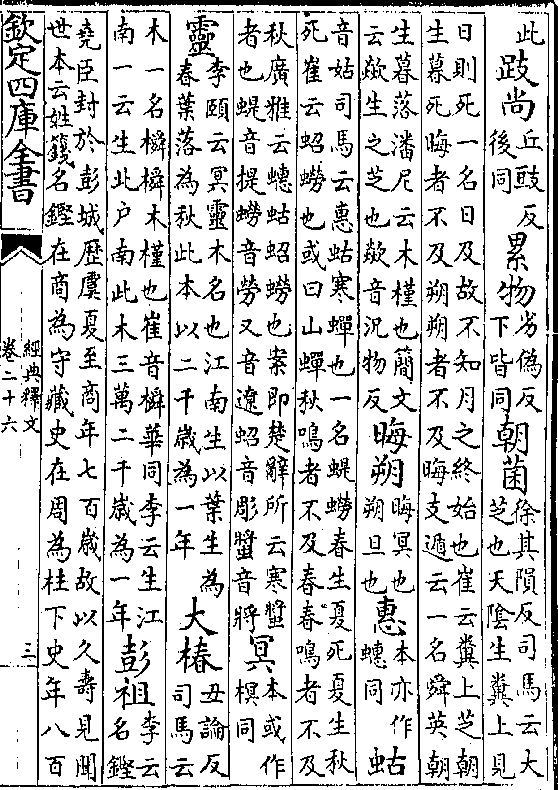 此跂尚丘豉反後同累物劣偽反下皆同朝菌徐其隕反司馬云大芝也天陰生糞上見
日則死一名日及故不知月之終始也崔云糞上芝朝生暮死晦者不及朔朔者不及晦支遁云一名舜英朝
生暮落潘尼云木槿也簡文云歘生之芝也歘音況物反晦朔晦冥也朔旦也惠本亦作蟪同蛄
音姑司馬云惠蛄寒蟬也一名蝭蟧春生夏死夏生秋死崔云蛁蟧也或曰山蟬秋鳴者不及春春鳴者不及
秋廣雅云蟪蛄蛁蟧也案即楚辭所云寒螿者也蝭音提蟧音勞又音遼蛁音彫螿音將冥本或作榠同
靈李頤云冥靈木名也江南生以葉生為春葉落為秋此本以二千歲為一年大椿丑論反司馬云
木一名橓橓木槿也崔音橓華同李云生江南一云生北户南此木三萬二千歲為一年彭祖李云名鏗
堯臣封於彭城歷虞夏至商年七百歲故以久壽見聞世本云姓籛名鏗在商為守藏史在周為柱下史年八百
欽定四庫全書
經典釋文
卷二十六
三